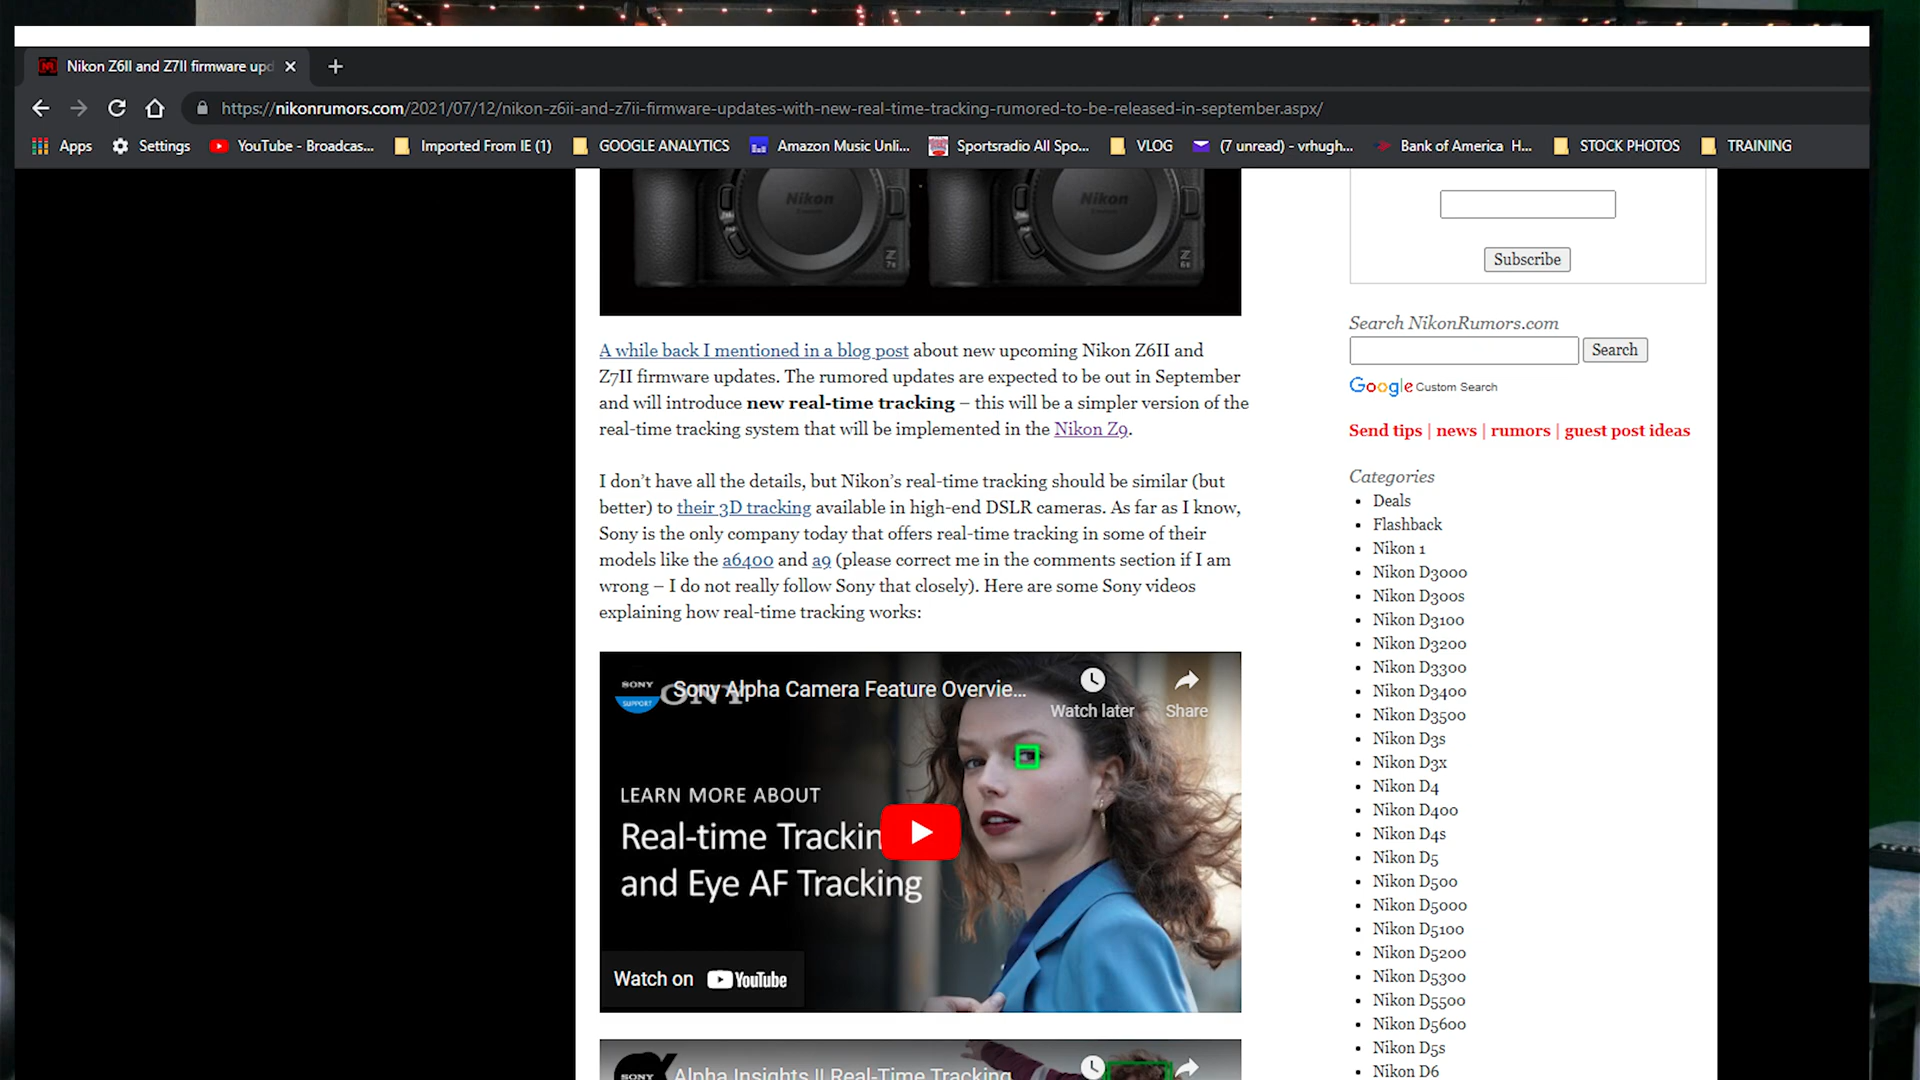 Nikon Z6II and Z7II firmware upd
https://nikonrumors.com/2021/07/12/nikon-z6ii-and-z7ii-firmware-updates-with-new-real-time-tracking-rumored-to-be-released-in-september.aspx/
Apps Settings YouTube - Broadcas... Imported From IE (1) GOOGLE ANALYTICS Amazon Music Unli... Sportsradio All Spo... VLOG (7 unread) - vrhugh... Bank of America H... STOCK PHOTOS TRAINING
Nikon Nikon
Z7II Z6II
A while back I mentioned in a blog post about new upcoming Nikon Z6II and
Z7II firmware updates. The rumored updates are expected to be out in September
and will introduce new real-time tracking – this will be a simpler version of the
real-time tracking system that will be implemented in the Nikon Z9.
I don't have all the details, but Nikon's real-time tracking should be similar (but
better) to their 3D tracking available in high-end DSLR cameras. As far as I know,
Sony is the only company today that offers real-time tracking in some of their
models like the a6400 and a9 (please correct me in the comments section if I am
wrong – I do not really follow Sony that closely). Here are some Sony videos
explaining how real-time tracking works:
SONY
SUPPORT
Sony Alpha Camera Feature Overvie...
Watch later Share
LEARN MORE ABOUT
Real-time Trackin
and Eye AF Tracking
Watch on YouTube
SONY
Alpha Insights || Real-Time Tracking
Subscribe
Search NikonRumors.com
Search
Google Custom Search
Send tips | news | rumors | guest post ideas
Categories
Deals
Flashback
Nikon 1
Nikon D3000
Nikon D300s
Nikon D3100
Nikon D3200
Nikon D3300
Nikon D3400
Nikon D3500
Nikon D3s
Nikon D3x
Nikon D4
Nikon D400
Nikon D4s
Nikon D5
Nikon D500
Nikon D5000
Nikon D5100
Nikon D5200
Nikon D5300
Nikon D5500
Nikon D5600
Nikon D5s
Nikon D6